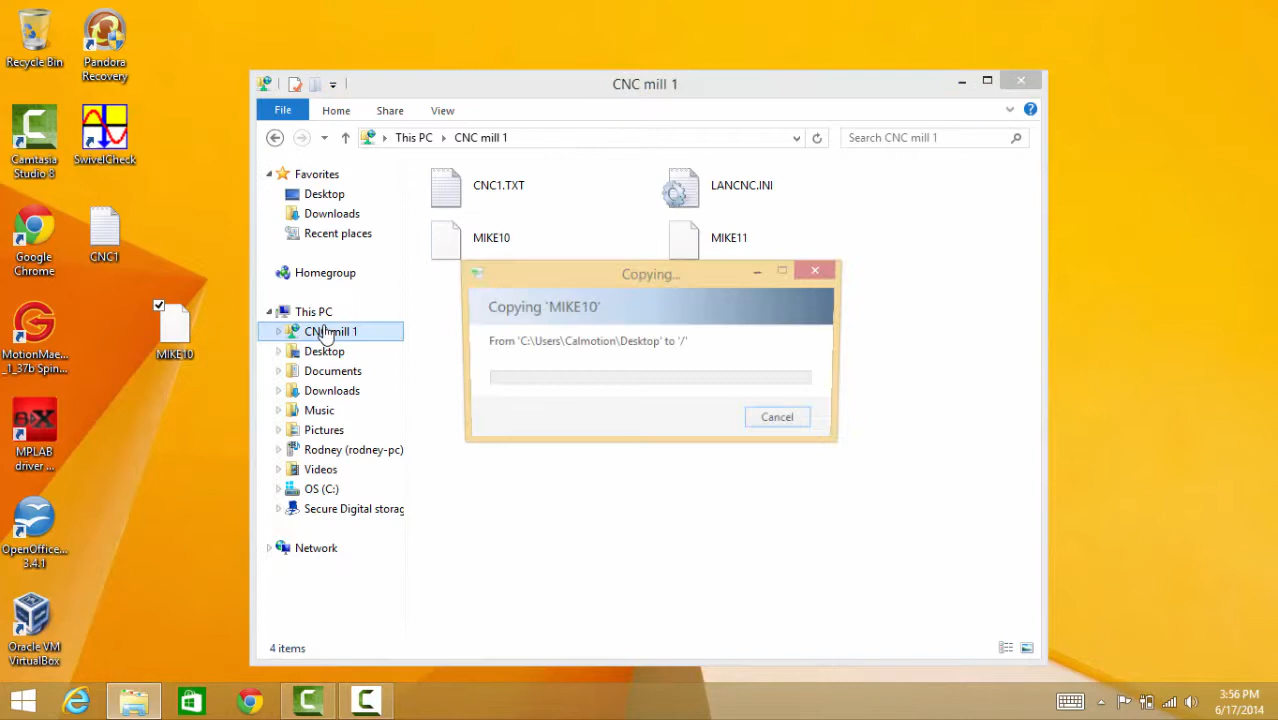 Recycle Bin
Pandora
Recovery
Camtasia
Studio 8
SwivelCheck
Google
Chrome
CNC1
MIKE10
MotionMae...
_1_37b Spin...
MPLAB
driver ...
OpenOffice...
3.4.1
Oracle VM
VirtualBox
CNC mill 1
File
Home
Share
View
This PC
CNC mill 1
Search CNC mill 1
Favorites
Desktop
Downloads
Recent places
Homegroup
This PC
CNC mill 1
Desktop
Documents
Downloads
Music
Pictures
Rodney (rodney-pc)
Videos
OS (C:)
Secure Digital storag
Network
CNC1.TXT
LANCNC.INI
MIKE10
MIKE11
Copying...
Copying 'MIKE10'
From 'C:\Users\Calmotion\Desktop' to '/'
Cancel
4 items
3:56 PM
6/17/2014